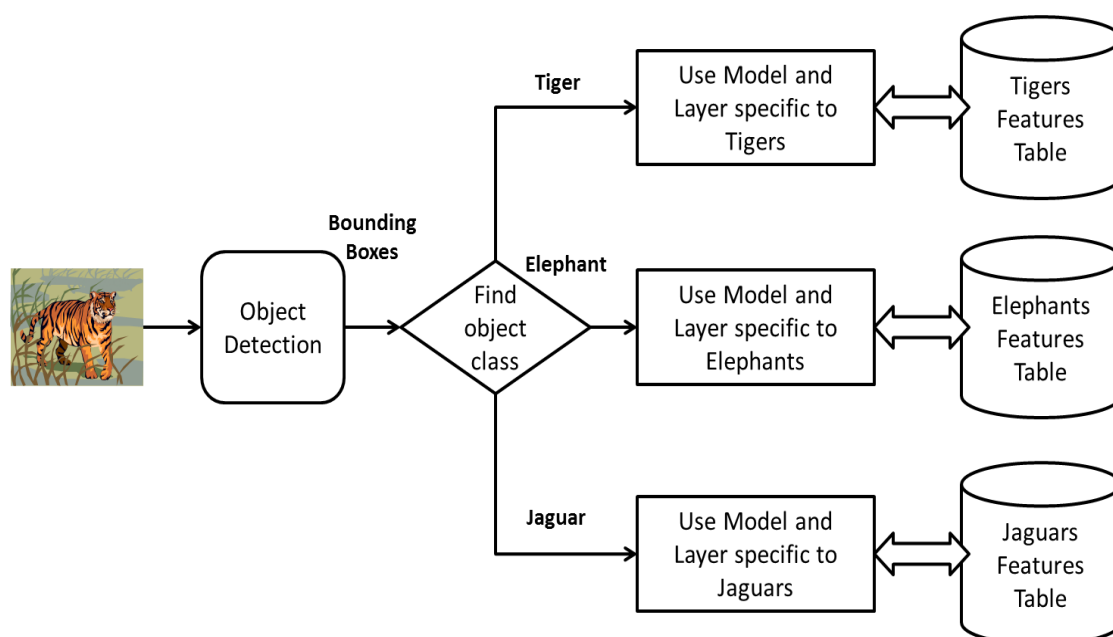 Object
Detection
Bounding
Boxes
Find
object
class
Tiger
Use Model and
Layer specific to
Tigers
Tigers
Features
Table
Elephant
Use Model and
Layer specific to
Elephants
Elephants
Features
Table
Jaguar
Use Model and
Layer specific to
Jaguars
Jaguars
Features
Table